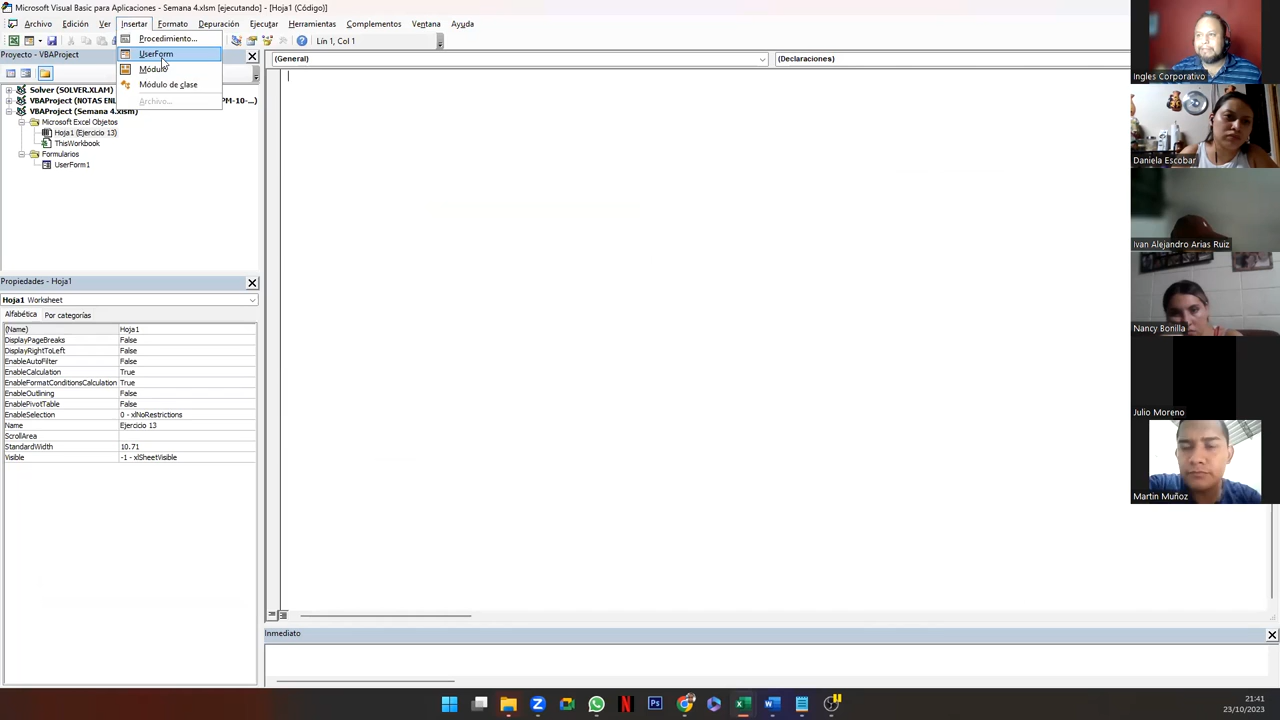 Microsoft Visual Basic para Aplicaciones - Semana 4.xlsm [ejecutando] - [Hoja1 (Código)]
Archivo Edición Ver Insertar Formato Depuración Ejecutar Herramientas Complementos Ventana Ayuda
Lín 1, Col 1
Procedimiento...
UserForm
Módulo
Módulo de clase
Archivo...
Proyecto - VBAProject
Solver (SOLVER.XLAM)
VBAProject (NOTAS ENL
PM-10-...)
VBAProject (Semana 4.xlsm)
Microsoft Excel Objetos
Hoja1 (Ejercicio 13)
ThisWorkbook
Formularios
UserForm1
(General)
(Declaraciones)
Propiedades - Hoja1
Hoja1 Worksheet
Alfabética Por categorías
(Name) Hoja1
DisplayPageBreaks False
DisplayRightToLeft False
EnableAutoFilter False
EnableCalculation True
EnableFormatConditionsCalculation True
EnableOutlining False
EnablePivotTable False
EnableSelection 0 - xlNoRestrictions
Name Ejercicio 13
ScrollArea
StandardWidth 10.71
Visible -1 - xlSheetVisible
Inmediato
Ingles Corporativo
Daniela Escobar
Ivan Alejandro Arias Ruiz
Nancy Bonilla
Julio Moreno
Martin Muñoz
21:41
23/10/2023